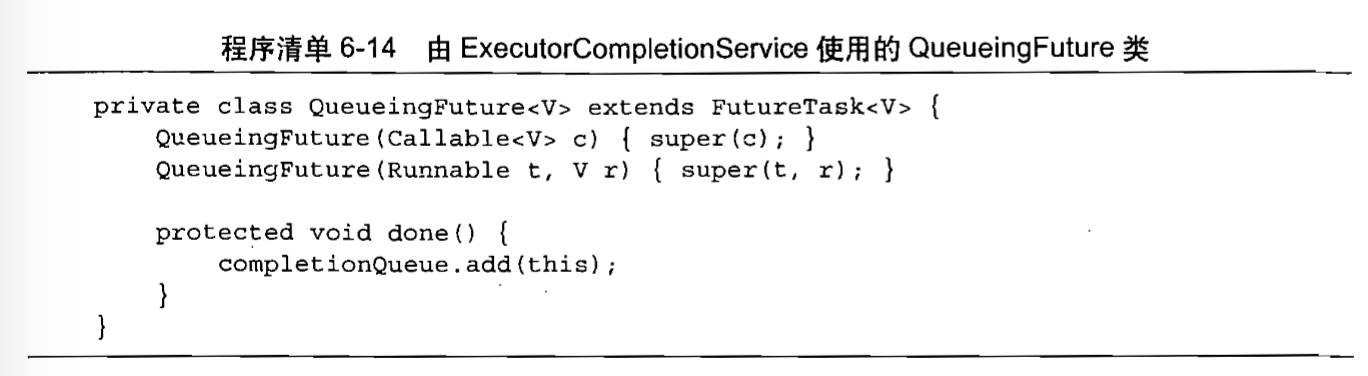 程序清单 6-14 由 ExecutorCompletionService 使用的 QueueingFuture 类
private class QueueingFuture<V> extends FutureTask<V> {
    QueueingFuture(Callable<V> c) { super(c); }
    QueueingFuture(Runnable t, V r) { super(t, r); }

    protected void done() {
        completionQueue.add(this);
    }
}